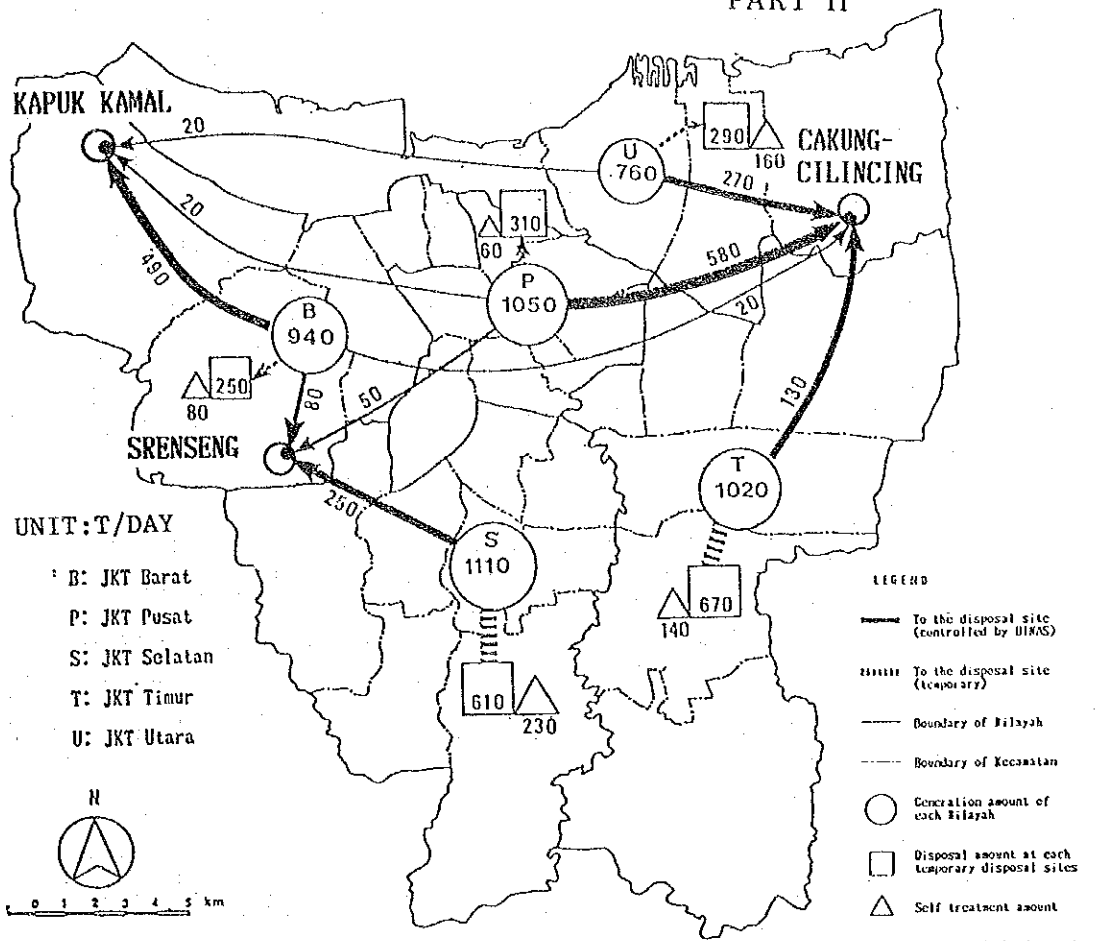 PART II
KAPUK KAMAL
20
290
160
CAKUNG-
CILINCING
U
760
270
20
310
60
580
P
1050
20
490
B
940
250
80
80
50
130
SRENSENG
250
T
1020
S
1110
670
140
610
230
UNIT:T/DAY
B: JKT Barat
P: JKT Pusat
S: JKT Selatan
T: JKT Timur
U: JKT Utara
N
0 1 2 3 4 5 km
LEGEND
To the disposal site
(controlled by DINAS)
To the disposal site
(temporary)
Boundary of Wilayah
Boundary of Kecamatan
Generation amount of
each Wilayah
Disposal amount at each
temporary disposal sites
Self treatment amount